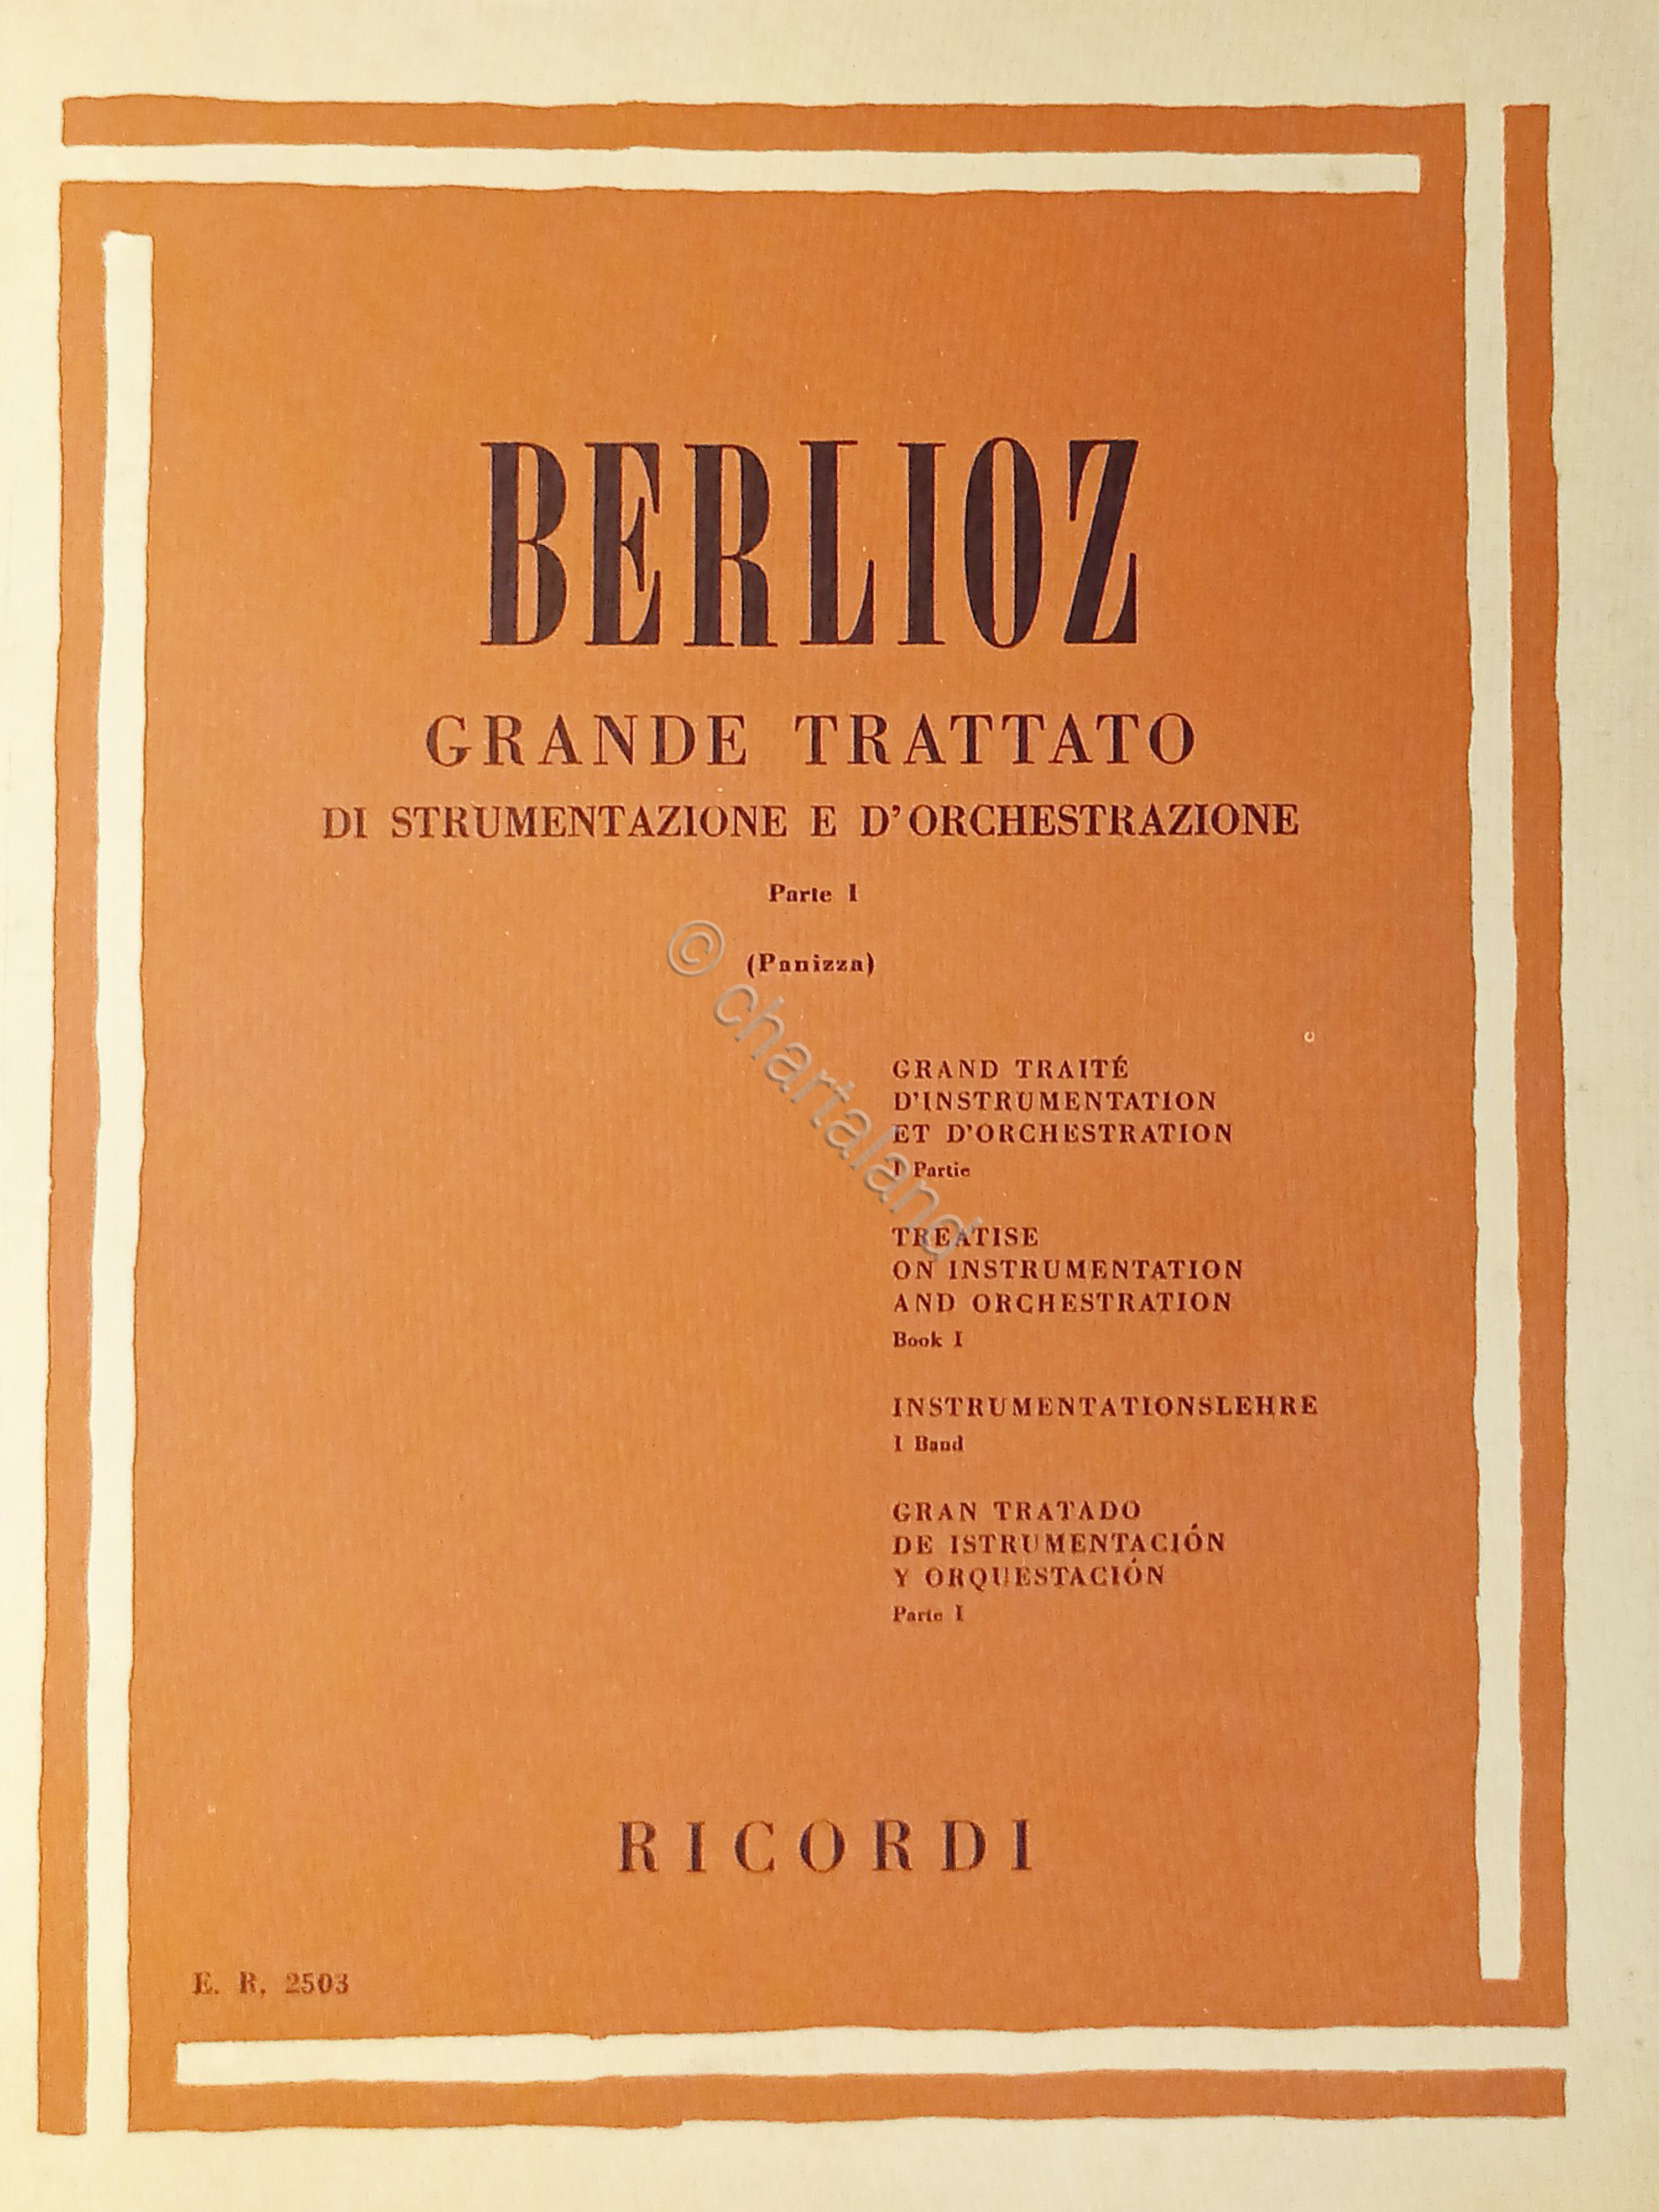 BERLIOZ
GRANDE TRATTATO
DI STRUMENTAZIONE E D'ORCHESTRAZIONE
Parte I
(Panizza)
© chartaland
GRAND TRAITÉ
D'INSTRUMENTATION
ET D'ORCHESTRATION
I Partie
TREATISE
ON INSTRUMENTATION
AND ORCHESTRATION
Book I
INSTRUMENTATIONSLEHRE
I Band
GRAN TRATADO
DE ISTRUMENTACIÓN
Y ORQUESTACIÓN
Parte I
RICORDI
E. R. 2503